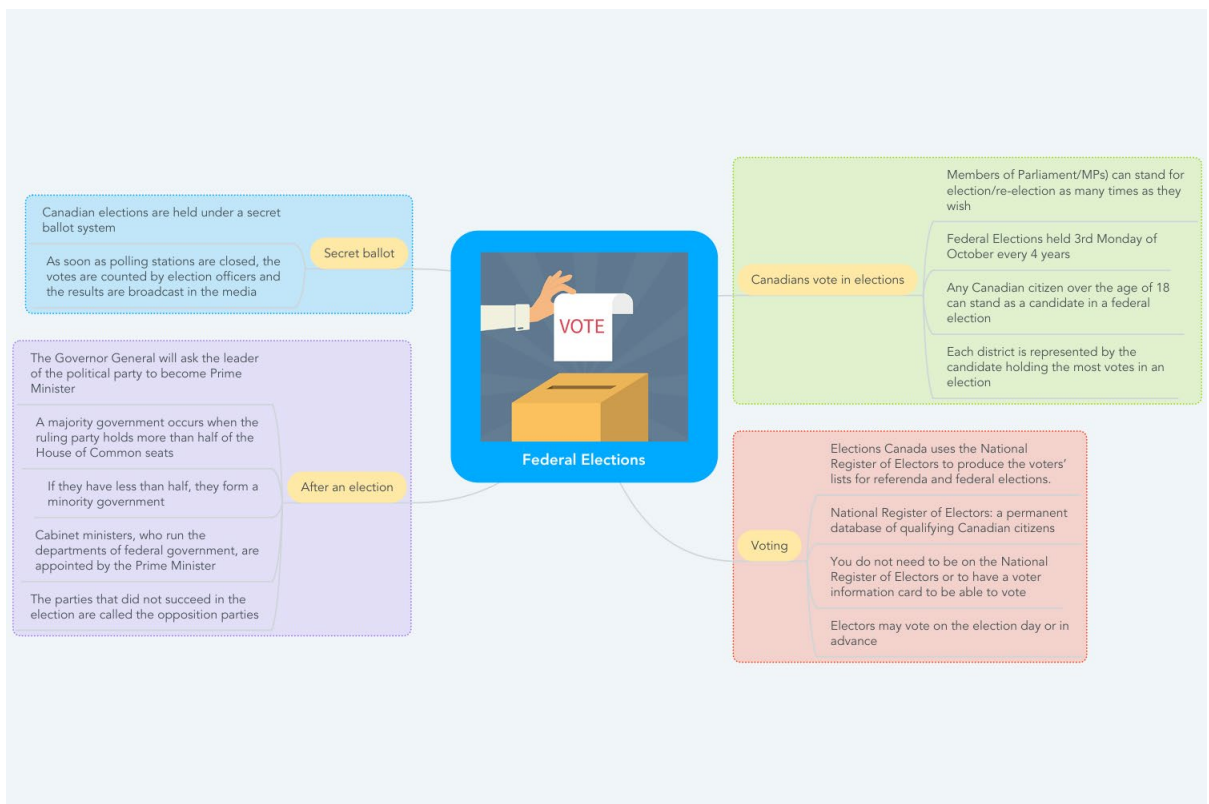 Canadian elections are held under a secret
ballot system
As soon as polling stations are closed, the
votes are counted by election officers and
the results are broadcast in the media
Secret ballot
The Governor General will ask the leader
of the political party to become Prime
Minister
A majority government occurs when the
ruling party holds more than half of the
House of Common seats
If they have less than half, they form a
minority government
Cabinet ministers, who run the
departments of federal government, are
appointed by the Prime Minister
The parties that did not succeed in the
election are called the opposition parties
After an election
VOTE
Federal Elections
Canadians vote in elections
Members of Parliament/MPs) can stand for
election/re-election as many times as they
wish
Federal Elections held 3rd Monday of
October every 4 years
Any Canadian citizen over the age of 18
can stand as a candidate in a federal
election
Each district is represented by the
candidate holding the most votes in an
election
Voting
Elections Canada uses the National
Register of Electors to produce the voters’
lists for referenda and federal elections.
National Register of Electors: a permanent
database of qualifying Canadian citizens
You do not need to be on the National
Register of Electors or to have a voter
information card to be able to vote
Electors may vote on the election day or in
advance